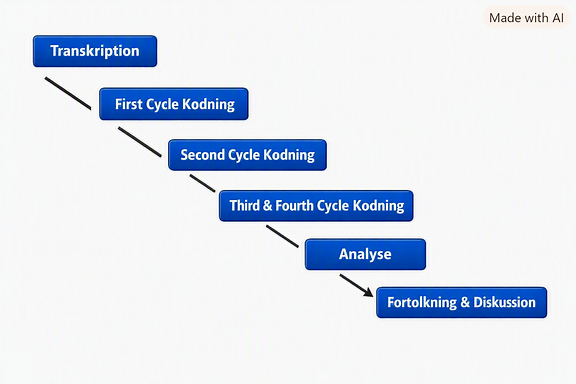 Made with AI
Transkription
First Cycle Kodning
Second Cycle Kodning
Third & Fourth Cycle Kodning
Analyse
Fortolkning & Diskussion